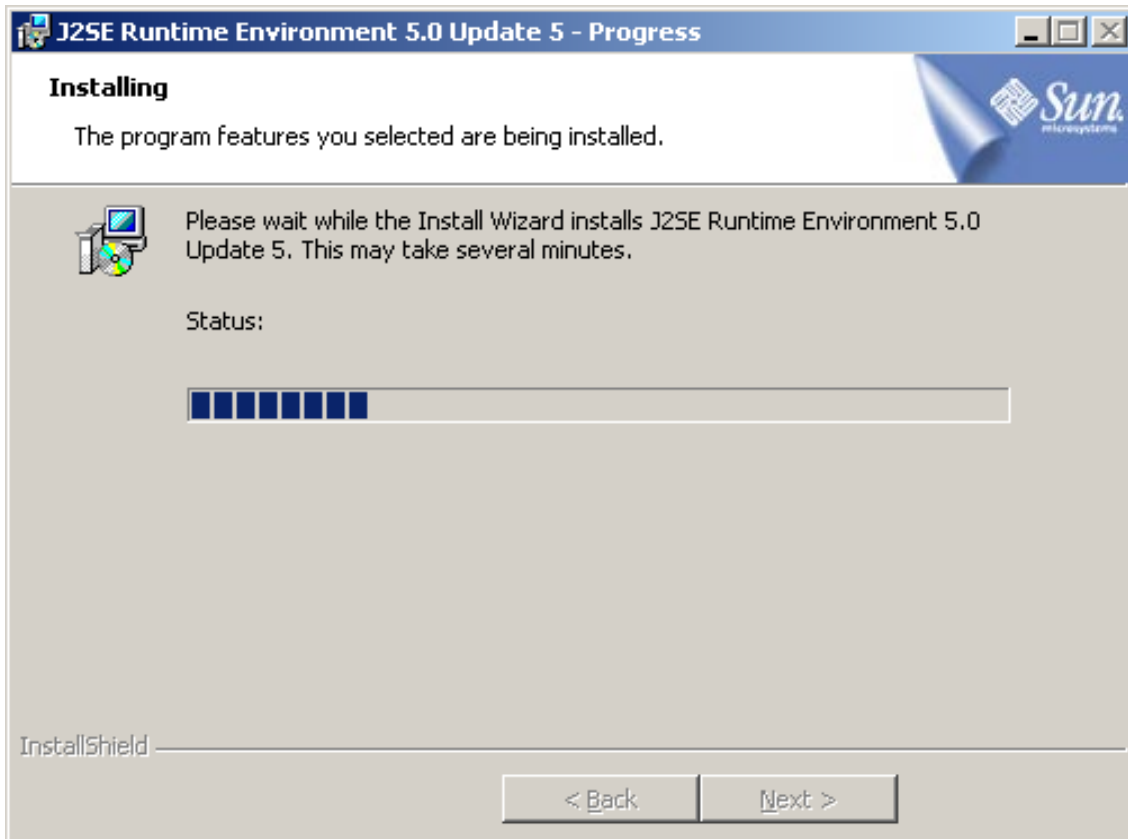 J2SE Runtime Environment 5.0 Update 5 - Progress
Installing
The program features you selected are being installed.
Sun
microsystems
Please wait while the Install Wizard installs J2SE Runtime Environment 5.0
Update 5. This may take several minutes.
Status:
InstallShield
< Back
Next >